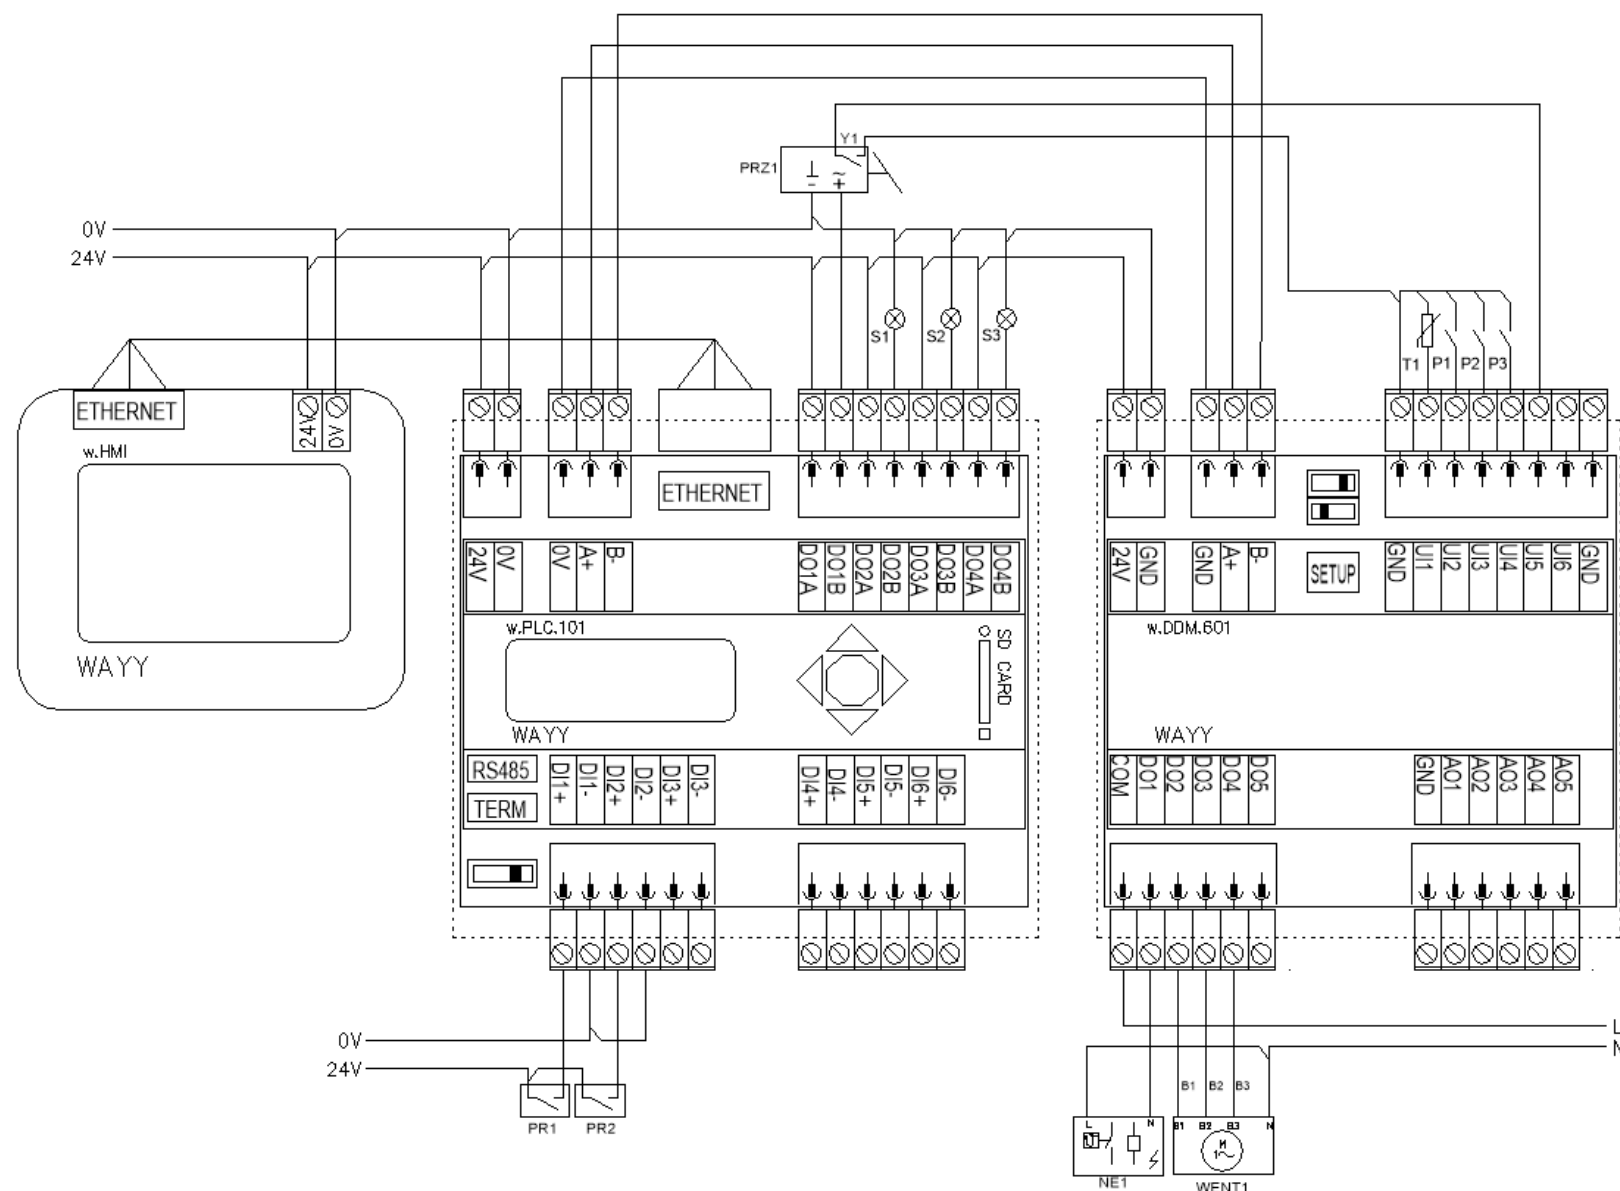 Y1
PRZ1
- ~ +
0V
24V
S1 S2 S3
T1 P1 P2 P3
ETHERNET 24V 0V
w.HMI
WAYY
ETHERNET
24V 0V 0V A+ B- DO1A DO1B DO2A DO2B DO3A DO3B DO4A DO4B
w.PLC.101
SD CARD
WAYY
RS485
TERM
DI1+ DI1- DI2+ DI2- DI3+ DI3- DI4+ DI4- DI5+ DI5- DI6+ DI6-
24V GND GND A+ B- SETUP GND UI1 UI2 UI3 UI4 UI5 UI6 GND
w.DDM.601
WAYY
COM DO1 DO2 DO3 DO4 DO5 GND AO1 AO2 AO3 AO4 AO5
0V
24V
PR1 PR2
L
N
B1 B2 B3
L N B1 B2 B3 N
M
1~
NE1 WENT1